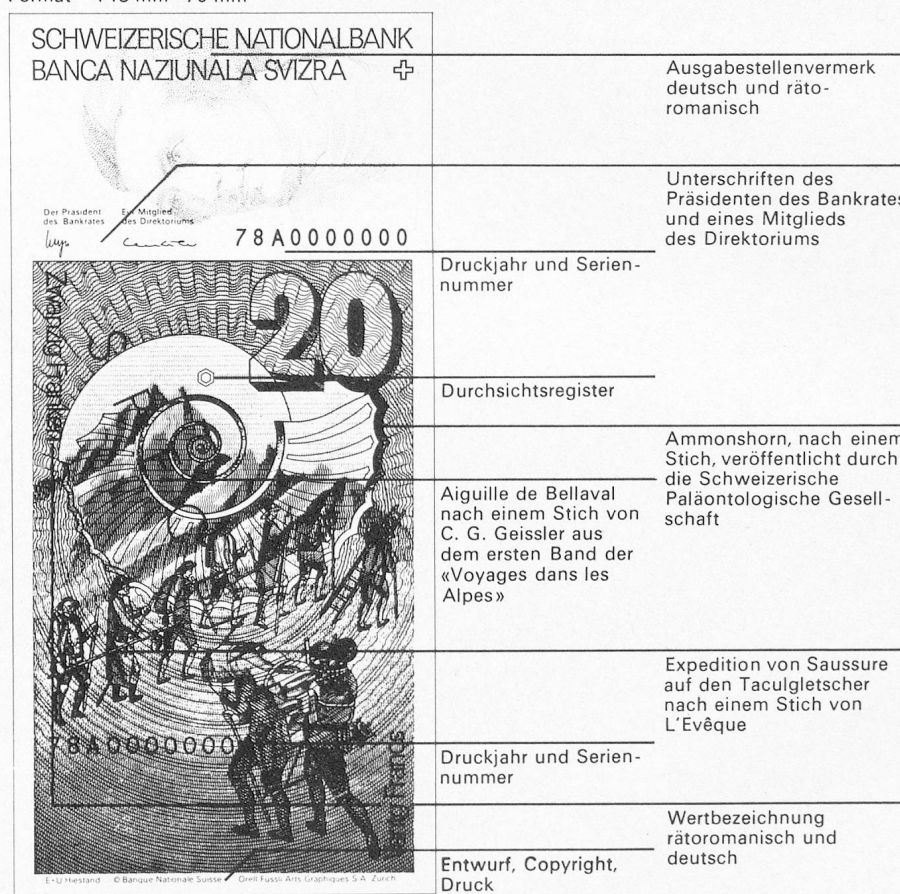 SCHWEIZERISCHE NATIONALBANK
BANCA NAZIUNALA SVIZRA
Der Präsident
des Bankrates
Ein Mitglied
des Direktoriums
78A0000000
20
Zwanzig Franken
78A0000000
Francs
E+U Hiestand © Banque Nationale Suisse Orell Füssli Arts Graphiques S.A. Zürich
Ausgabestellenvermerk
deutsch und räto-
romanisch
Unterschriften des
Präsidenten des Bankrates
und eines Mitglieds
des Direktoriums
Druckjahr und Serien-
nummer
Durchsichtsregister
Ammonshorn, nach einem
Stich, veröffentlicht durch
die Schweizerische
Paläontologische Gesell-
schaft
Aiguille de Bellaval
nach einem Stich von
C. G. Geissler aus
dem ersten Band der
«Voyages dans les
Alpes»
Expedition von Saussure
auf den Taculgletscher
nach einem Stich von
L'Evêque
Druckjahr und Serien-
nummer
Wertbezeichnung
rätoromanisch und
deutsch
Entwurf, Copyright,
Druck